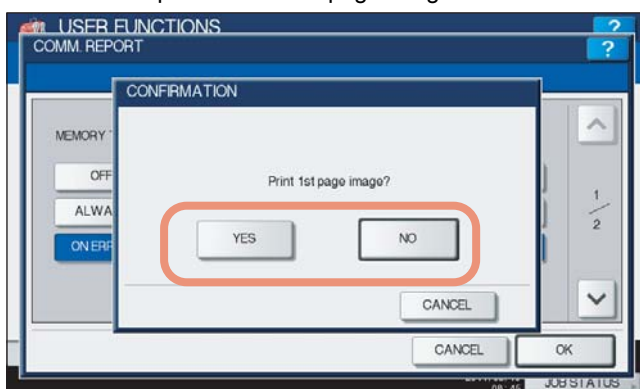 USER FUNCTIONS ?
COMM. REPORT ?
CONFIRMATION
MEMORY
Print 1st page image?
OFF
1
ALWA
2
YES NO
ON ERR
CANCEL
CANCEL OK
JOB STATUS